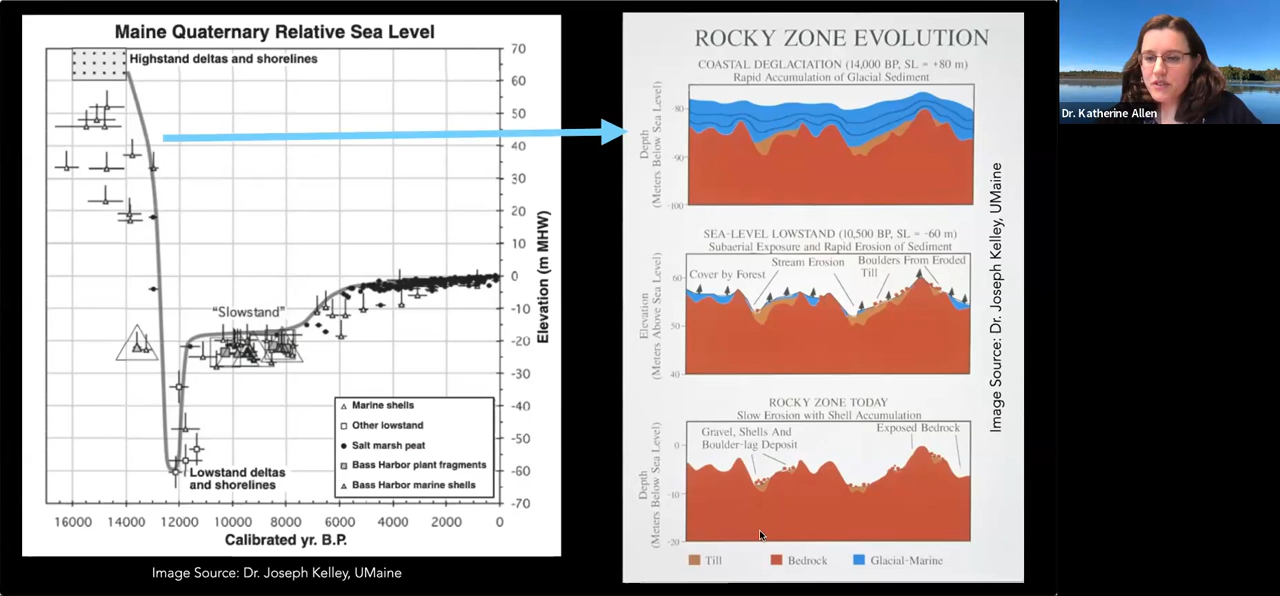 Maine Quaternary Relative Sea Level
Highstand deltas and shorelines
70
60
50
40
30
20
10
0
-10
-20
-30
-40
-50
-60
-70
Elevation (m MHW)
"Slowstand"
Marine shells
Other lowstand
Salt marsh peat
Bass Harbor plant fragments
Bass Harbor marine shells
Lowstand deltas
and shorelines
16000 14000 12000 10000 8000 6000 4000 2000 0
Calibrated yr. B.P.
Image Source: Dr. Joseph Kelley, UMaine
ROCKY ZONE EVOLUTION
COASTAL DEGLACIATION (14,000 BP, SL = +80 m)
Rapid Accumulation of Glacial Sediment
Depth
(Meters Below Sea Level)
-80
-90
-100
SEA-LEVEL LOWSTAND (10,500 BP, SL = -60 m)
Subaerial Exposure and Rapid Erosion of Sediment
Elevation
(Meters Above Sea Level)
60
50
40
Cover by Forest
Stream Erosion
Boulders From Eroded
Till
ROCKY ZONE TODAY
Slow Erosion with Shell Accumulation
Depth
(Meters Below Sea Level)
0
-10
-20
Gravel, Shells And
Boulder-lag Deposit
Exposed Bedrock
Till
Bedrock
Glacial-Marine
Image Source: Dr. Joseph Kelley, UMaine
Dr. Katherine Allen